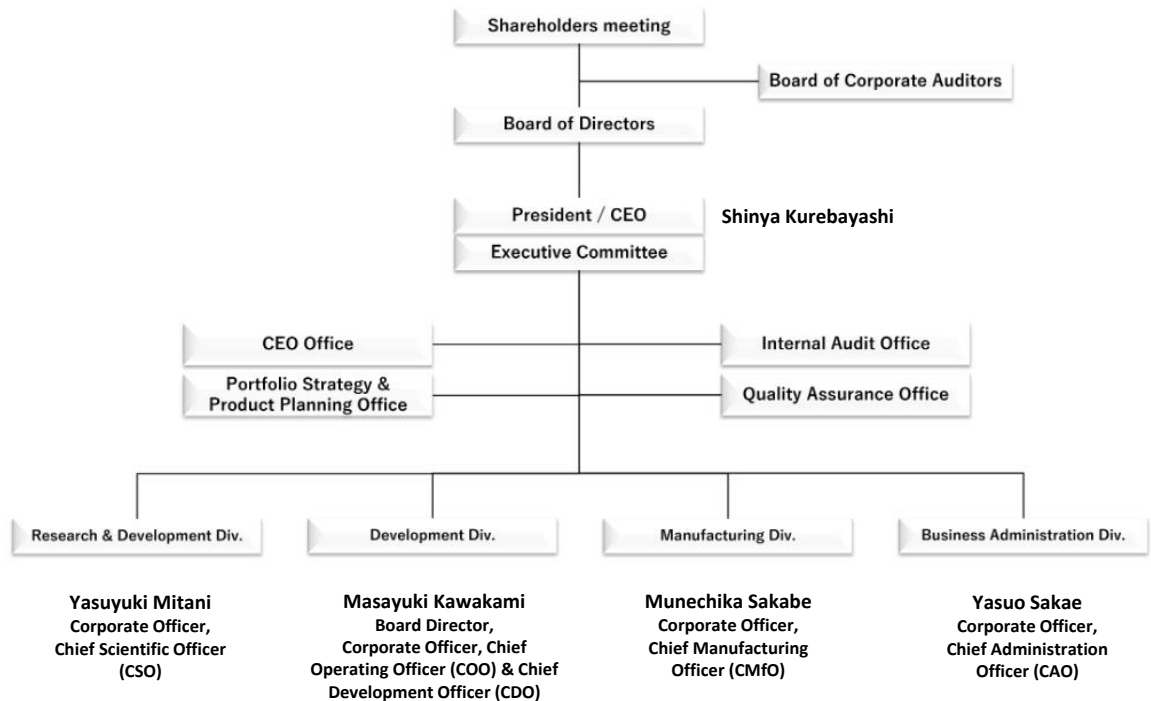 Shareholders meeting
Board of Corporate Auditors
Board of Directors
President / CEO
Shinya Kurebayashi
Executive Committee
CEO Office
Internal Audit Office
Portfolio Strategy &
Product Planning Office
Quality Assurance Office
Research & Development Div.
Development Div.
Manufacturing Div.
Business Administration Div.
Yasuyuki Mitani
Corporate Officer,
Chief Scientific Officer
(CSO)
Masayuki Kawakami
Board Director,
Corporate Officer, Chief
Operating Officer (COO) & Chief
Development Officer (CDO)
Munechika Sakabe
Corporate Officer,
Chief Manufacturing
Officer (CMfO)
Yasuo Sakae
Corporate Officer,
Chief Administration
Officer (CAO)